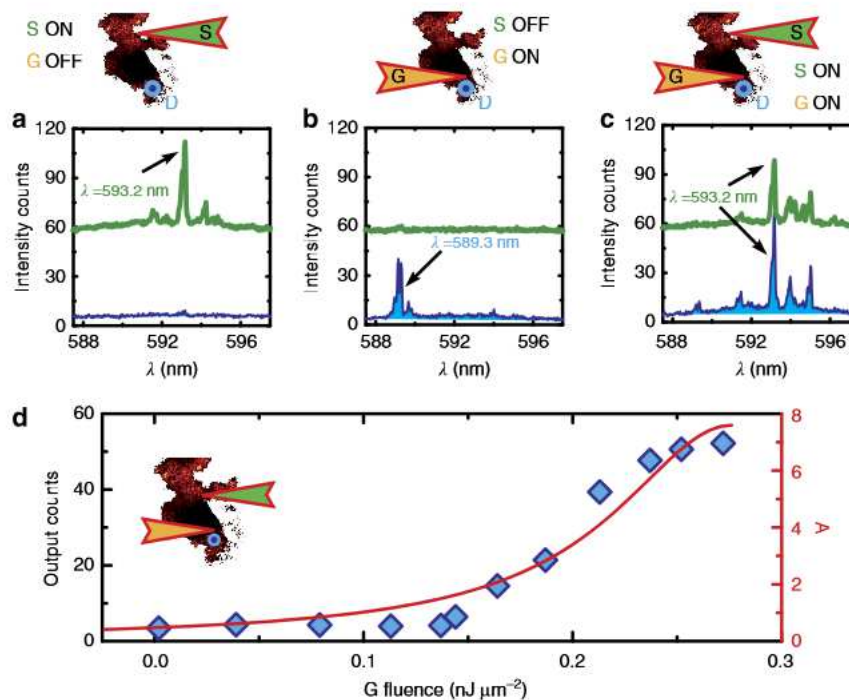 S ON
G OFF
S
D
S OFF
G ON
G
D
S
G
D
S ON
G ON
a
b
c
120
90
60
30
0
Intensity counts
λ=593.2 nm
588 592 596
λ (nm)
120
90
60
30
0
Intensity counts
λ=589.3 nm
588 592 596
λ (nm)
120
90
60
30
0
Intensity counts
λ=593.2 nm
588 592 596
λ (nm)
d
60
40
20
0
Output counts
8
6
4
2
0
A
0.0 0.1 0.2 0.3
G fluence (nJ μm⁻²)